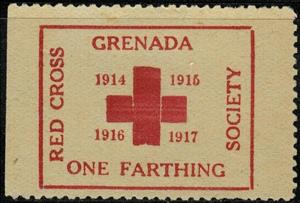 GRENADA
RED CROSS
1914 1915
1916 1917
SOCIETY
ONE FARTHING